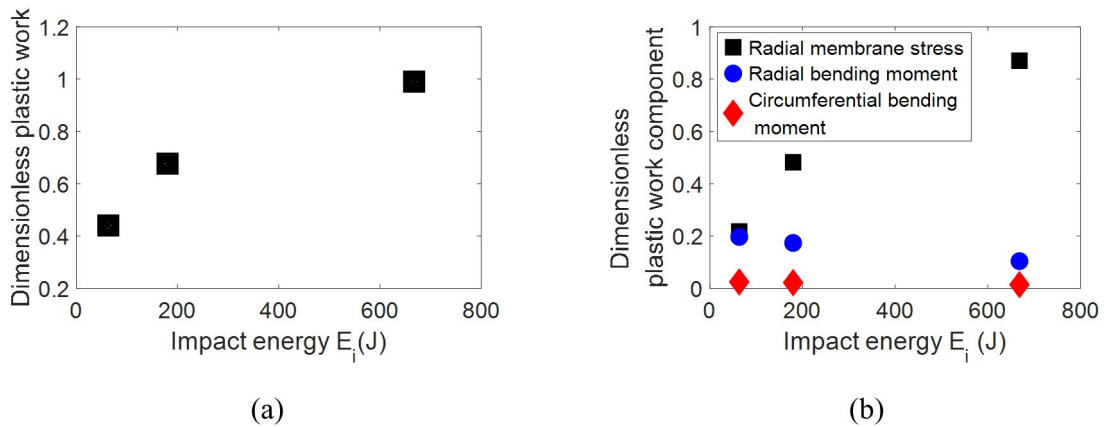 Dimensionless plastic work
1.2
1
0.8
0.6
0.4
0.2
0 200 400 600 800
Impact energy E_i(J)
(a)
Dimensionless
plastic work component
1
0.8
0.6
0.4
0.2
0
Radial membrane stress
Radial bending moment
Circumferential bending
moment
0 200 400 600 800
Impact energy E_i (J)
(b)